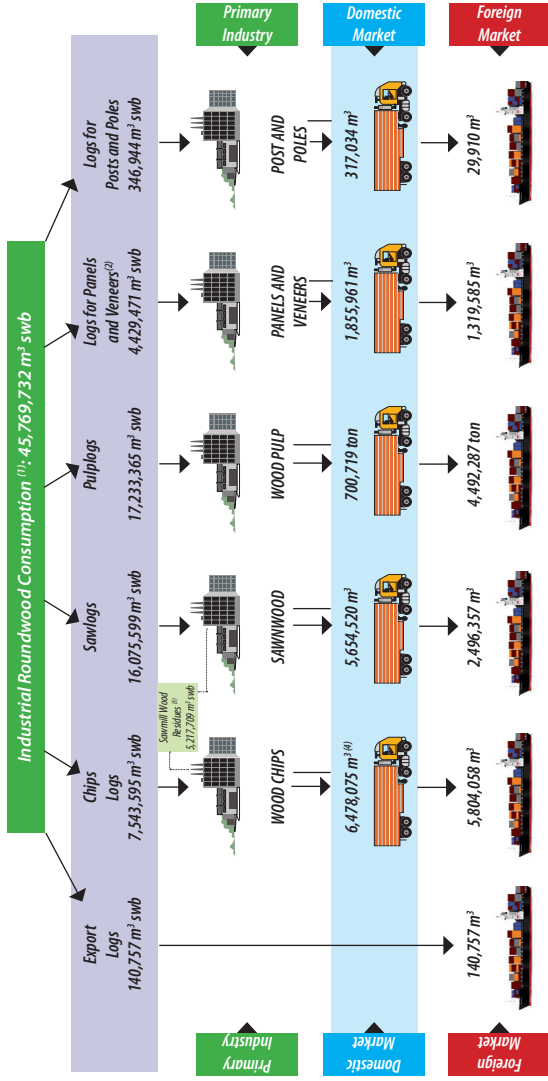 Industrial Roundwood Consumption (1): 45,769,732 m³ swb
Export
Logs
140,757 m³ swb
Chips
Logs
7,543,595 m³ swb
Sawlogs
16,075,599 m³ swb
Pulplogs
17,233,365 m³ swb
Logs for Panels
and Veneers(2)
4,429,471 m³ swb
Logs for
Posts and Poles
346,944 m³ swb
Sawmill Wood
Residues (1)
5,217,709 m³ swb
Primary
Industry
Primary
Industry
WOOD CHIPS
SAWNWOOD
WOOD PULP
PANELS AND
VENEERS
POST AND
POLES
Domestic
Market
6,478,075 m³ (4)
5,654,520 m³
700,719 ton
1,855,961 m³
317,034 m³
Domestic
Market
Foreign
Market
140,757 m³
5,804,058 m³
2,496,357 m³
4,492,287 ton
1,319,585 m³
29,910 m³
Foreign
Market